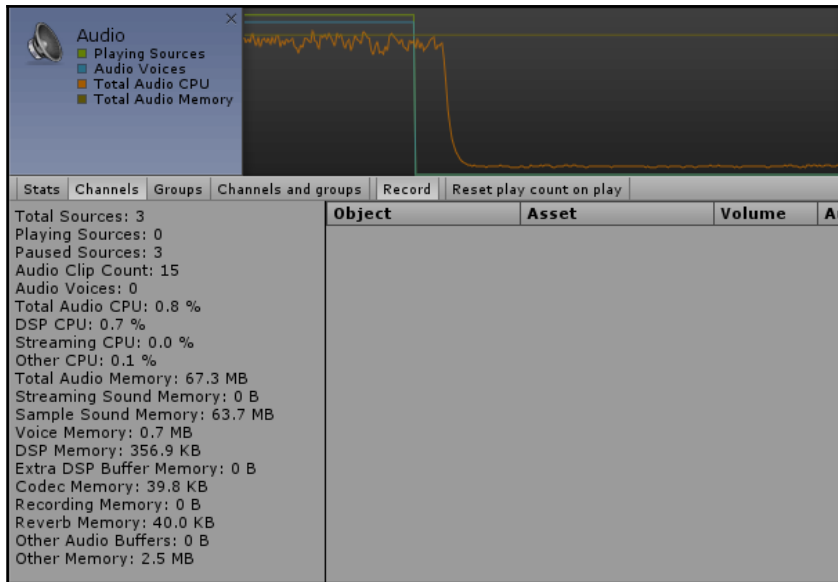 Audio
Playing Sources
Audio Voices
Total Audio CPU
Total Audio Memory
Stats Channels Groups Channels and groups Record Reset play count on play
Object Asset Volume
Total Sources: 3
Playing Sources: 0
Paused Sources: 3
Audio Clip Count: 15
Audio Voices: 0
Total Audio CPU: 0.8 %
DSP CPU: 0.7 %
Streaming CPU: 0.0 %
Other CPU: 0.1 %
Total Audio Memory: 67.3 MB
Streaming Sound Memory: 0 B
Sample Sound Memory: 63.7 MB
Voice Memory: 0.7 MB
DSP Memory: 356.9 KB
Extra DSP Buffer Memory: 0 B
Codec Memory: 39.8 KB
Recording Memory: 0 B
Reverb Memory: 40.0 KB
Other Audio Buffers: 0 B
Other Memory: 2.5 MB